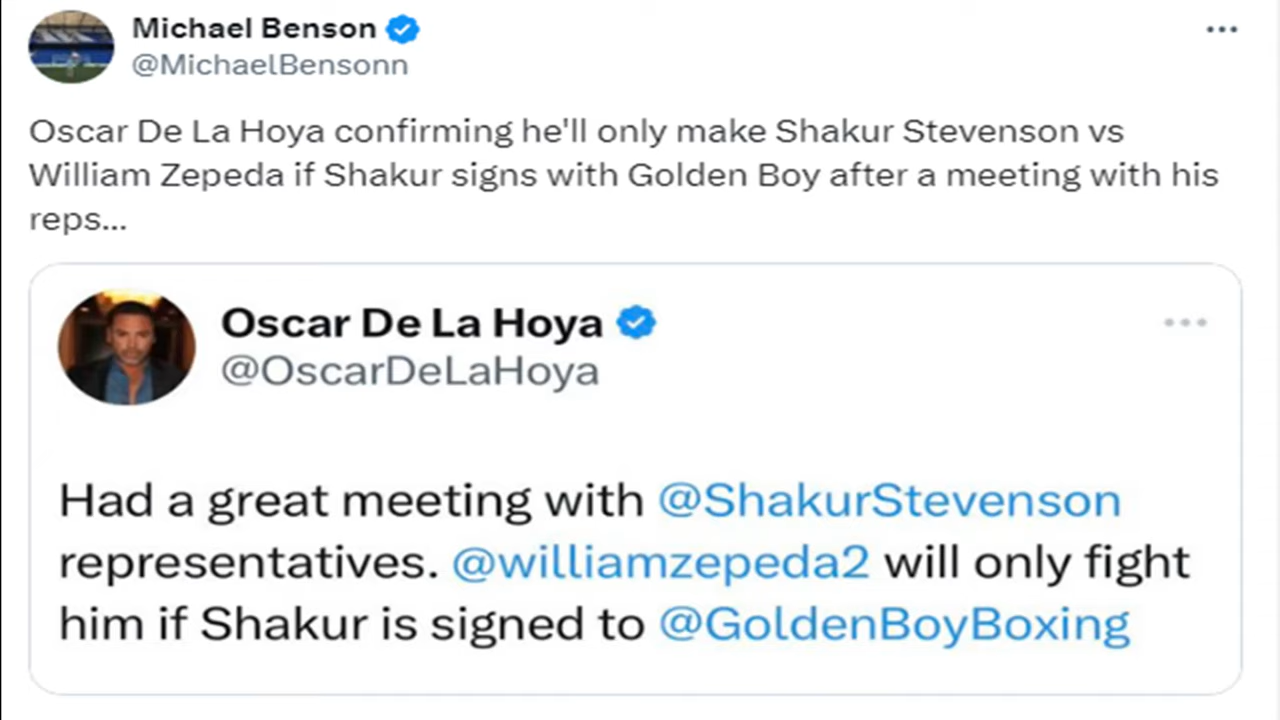 Michael Benson
@MichaelBensonn
Oscar De La Hoya confirming he'll only make Shakur Stevenson vs
William Zepeda if Shakur signs with Golden Boy after a meeting with his
reps...
Oscar De La Hoya
@OscarDeLaHoya
Had a great meeting with @ShakurStevenson
representatives. @williamzepeda2 will only fight
him if Shakur is signed to @GoldenBoyBoxing